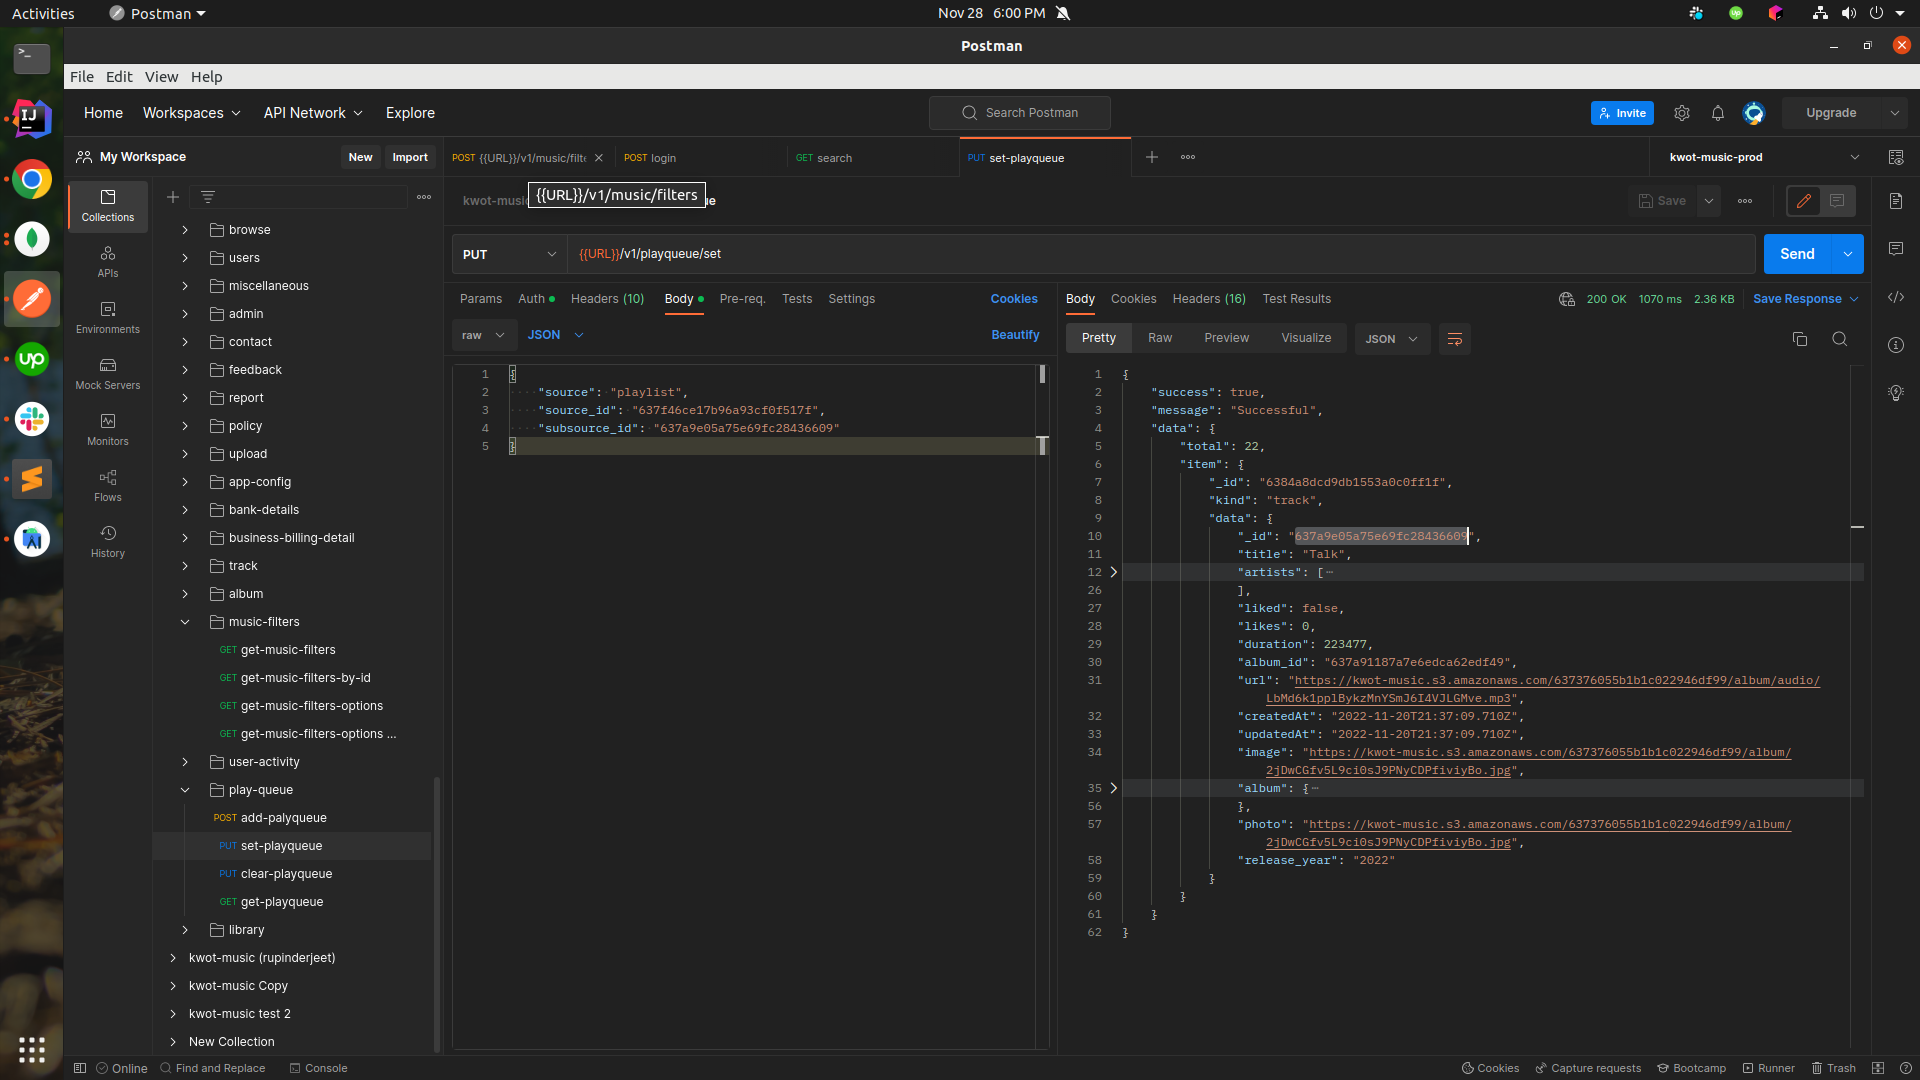 Activities
Postman
Nov 28 6:00 PM
Postman
File Edit View Help
Home Workspaces API Network Explore
Search Postman
Invite
Upgrade
My Workspace
New Import
POST {{URL}}/v1/music/filt
POST login
GET search
PUT set-playqueue
kwot-music-prod
Collections
APIs
Environments
Mock Servers
Monitors
Flows
History
browse
users
miscellaneous
admin
contact
feedback
report
policy
upload
app-config
bank-details
business-billing-detail
track
album
music-filters
GET get-music-filters
GET get-music-filters-by-id
GET get-music-filters-options
GET get-music-filters-options ...
user-activity
play-queue
POST add-palyqueue
PUT set-playqueue
PUT clear-playqueue
GET get-playqueue
library
kwot-music (rupinderjeet)
kwot-music Copy
kwot-music test 2
New Collection
{{URL}}/v1/music/filters
Save
PUT
{{URL}}/v1/playqueue/set
Send
Params Auth Headers (10) Body Pre-req. Tests Settings
Cookies
raw JSON
Beautify
1 {
2 "source": "playlist",
3 "source_id": "637f46ce17b96a93cf0f517f",
4 "subsource_id": "637a9e05a75e69fc28436609"
5 }
Body Cookies Headers (16) Test Results
200 OK 1070 ms 2.36 KB Save Response
Pretty Raw Preview Visualize JSON
1 {
2 "success": true,
3 "message": "Successful",
4 "data": {
5 "total": 22,
6 "item": {
7 "_id": "6384a8dcd9db1553a0c0ff1f",
8 "kind": "track",
9 "data": {
10 "_id": "637a9e05a75e69fc28436609",
11 "title": "Talk",
12 "artists": [
26 ],
27 "liked": false,
28 "likes": 0,
29 "duration": 223477,
30 "album_id": "637a91187a7e6edca62edf49",
31 "url": "https://kwot-music.s3.amazonaws.com/637376055b1b1c022946df99/album/audio/
LbMd6k1pplBykzMnYSmJ6I4VJLGMve.mp3",
32 "createdAt": "2022-11-20T21:37:09.710Z",
33 "updatedAt": "2022-11-20T21:37:09.710Z",
34 "image": "https://kwot-music.s3.amazonaws.com/637376055b1b1c022946df99/album/
2jDwCGfv5L9ci0sJ9PNyCDPfiviyBo.jpg",
35 "album": {
56 },
57 "photo": "https://kwot-music.s3.amazonaws.com/637376055b1b1c022946df99/album/
2jDwCGfv5L9ci0sJ9PNyCDPfiviyBo.jpg",
58 "release_year": "2022"
59 }
60 }
61 }
62 }
Online Find and Replace Console
Cookies Capture requests Bootcamp Runner Trash